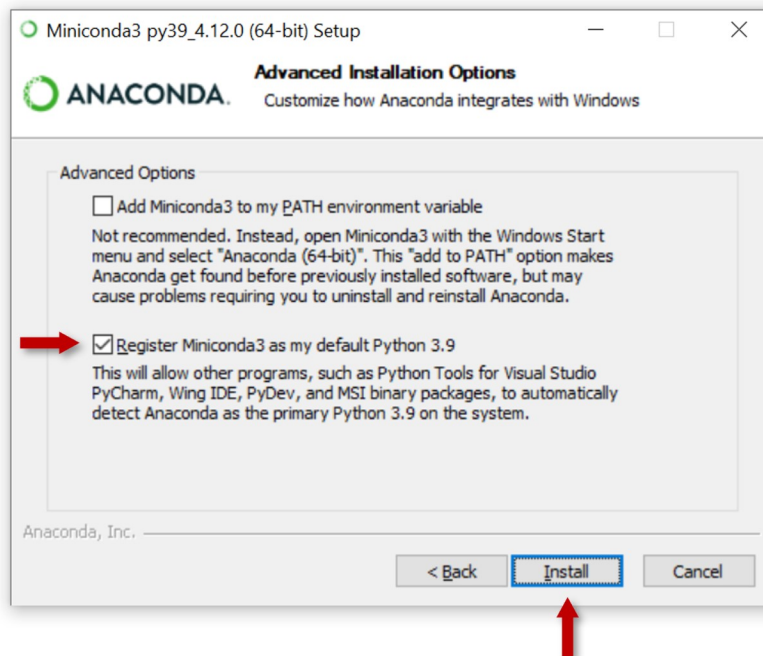 Miniconda3 py39_4.12.0 (64-bit) Setup
ANACONDA.
Advanced Installation Options
Customize how Anaconda integrates with Windows
Advanced Options
Add Miniconda3 to my PATH environment variable
Not recommended. Instead, open Miniconda3 with the Windows Start
menu and select "Anaconda (64-bit)". This "add to PATH" option makes
Anaconda get found before previously installed software, but may
cause problems requiring you to uninstall and reinstall Anaconda.
Register Miniconda3 as my default Python 3.9
This will allow other programs, such as Python Tools for Visual Studio
PyCharm, Wing IDE, PyDev, and MSI binary packages, to automatically
detect Anaconda as the primary Python 3.9 on the system.
Anaconda, Inc.
< Back
Install
Cancel